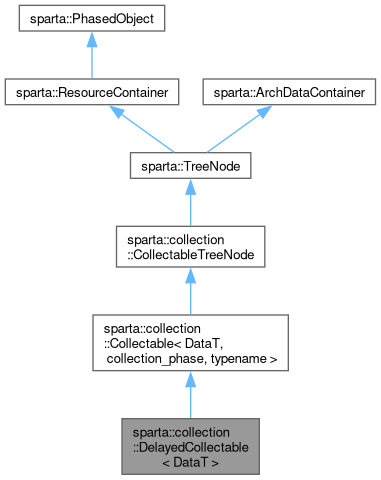 sparta::PhasedObject
sparta::ResourceContainer
sparta::ArchDataContainer
sparta::TreeNode
sparta::collection
::CollectableTreeNode
sparta::collection
::Collectable< DataT,
collection_phase, typename >
sparta::collection
::DelayedCollectable
< DataT >